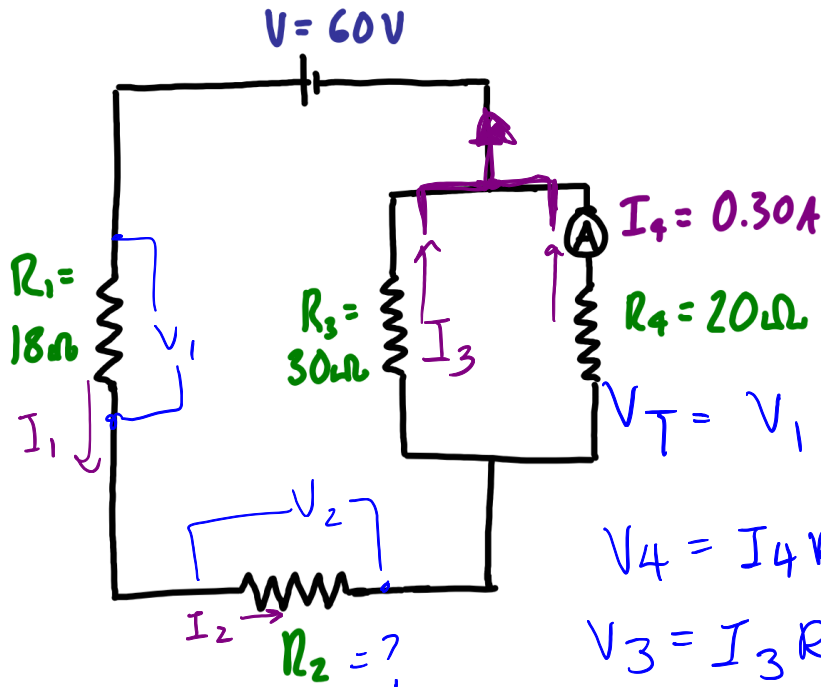 V = 60V
I₄ = 0.30A
R₁ =
18Ω
V₁
I₁
R₃ =
30Ω
I₃
A
R₄ = 20Ω
V_T = V₁
V₂
V₄ = I₄
I₂
R₂ = ?
V₃ = I₃ R